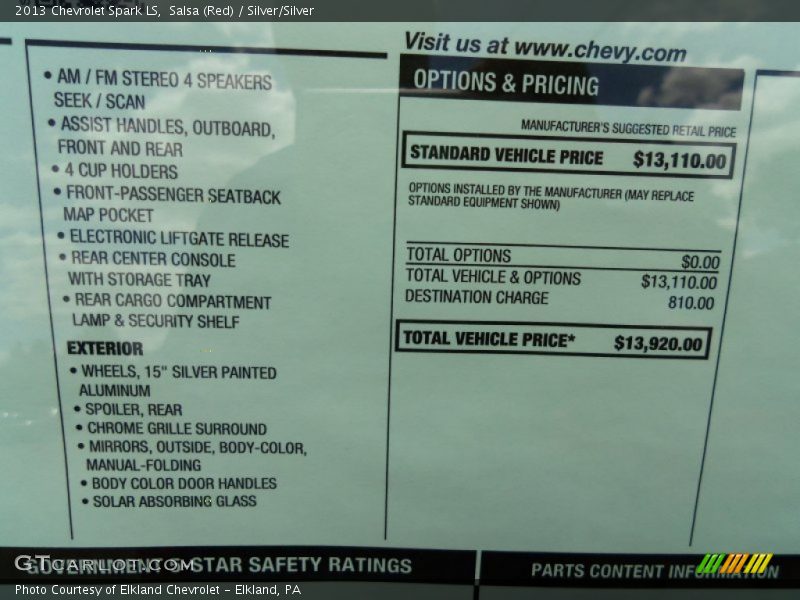 2013 Chevrolet Spark LS, Salsa (Red) / Silver/Silver
• AM / FM STEREO 4 SPEAKERS
SEEK / SCAN
• ASSIST HANDLES, OUTBOARD,
FRONT AND REAR
• 4 CUP HOLDERS
• FRONT-PASSENGER SEATBACK
MAP POCKET
• ELECTRONIC LIFTGATE RELEASE
• REAR CENTER CONSOLE
WITH STORAGE TRAY
• REAR CARGO COMPARTMENT
LAMP & SECURITY SHELF
EXTERIOR
• WHEELS, 15" SILVER PAINTED
ALUMINUM
• SPOILER, REAR
• CHROME GRILLE SURROUND
• MIRRORS, OUTSIDE, BODY-COLOR,
MANUAL-FOLDING
• BODY COLOR DOOR HANDLES
• SOLAR ABSORBING GLASS
Visit us at www.chevy.com
OPTIONS & PRICING
MANUFACTURER'S SUGGESTED RETAIL PRICE
STANDARD VEHICLE PRICE $13,110.00
OPTIONS INSTALLED BY THE MANUFACTURER (MAY REPLACE
STANDARD EQUIPMENT SHOWN)
TOTAL OPTIONS $0.00
TOTAL VEHICLE & OPTIONS $13,110.00
DESTINATION CHARGE 810.00
TOTAL VEHICLE PRICE* $13,920.00
GOVERNMENT 5-STAR SAFETY RATINGS
PARTS CONTENT INFORMATION
GTCARLOT.COM
Photo Courtesy of Elkland Chevrolet - Elkland, PA